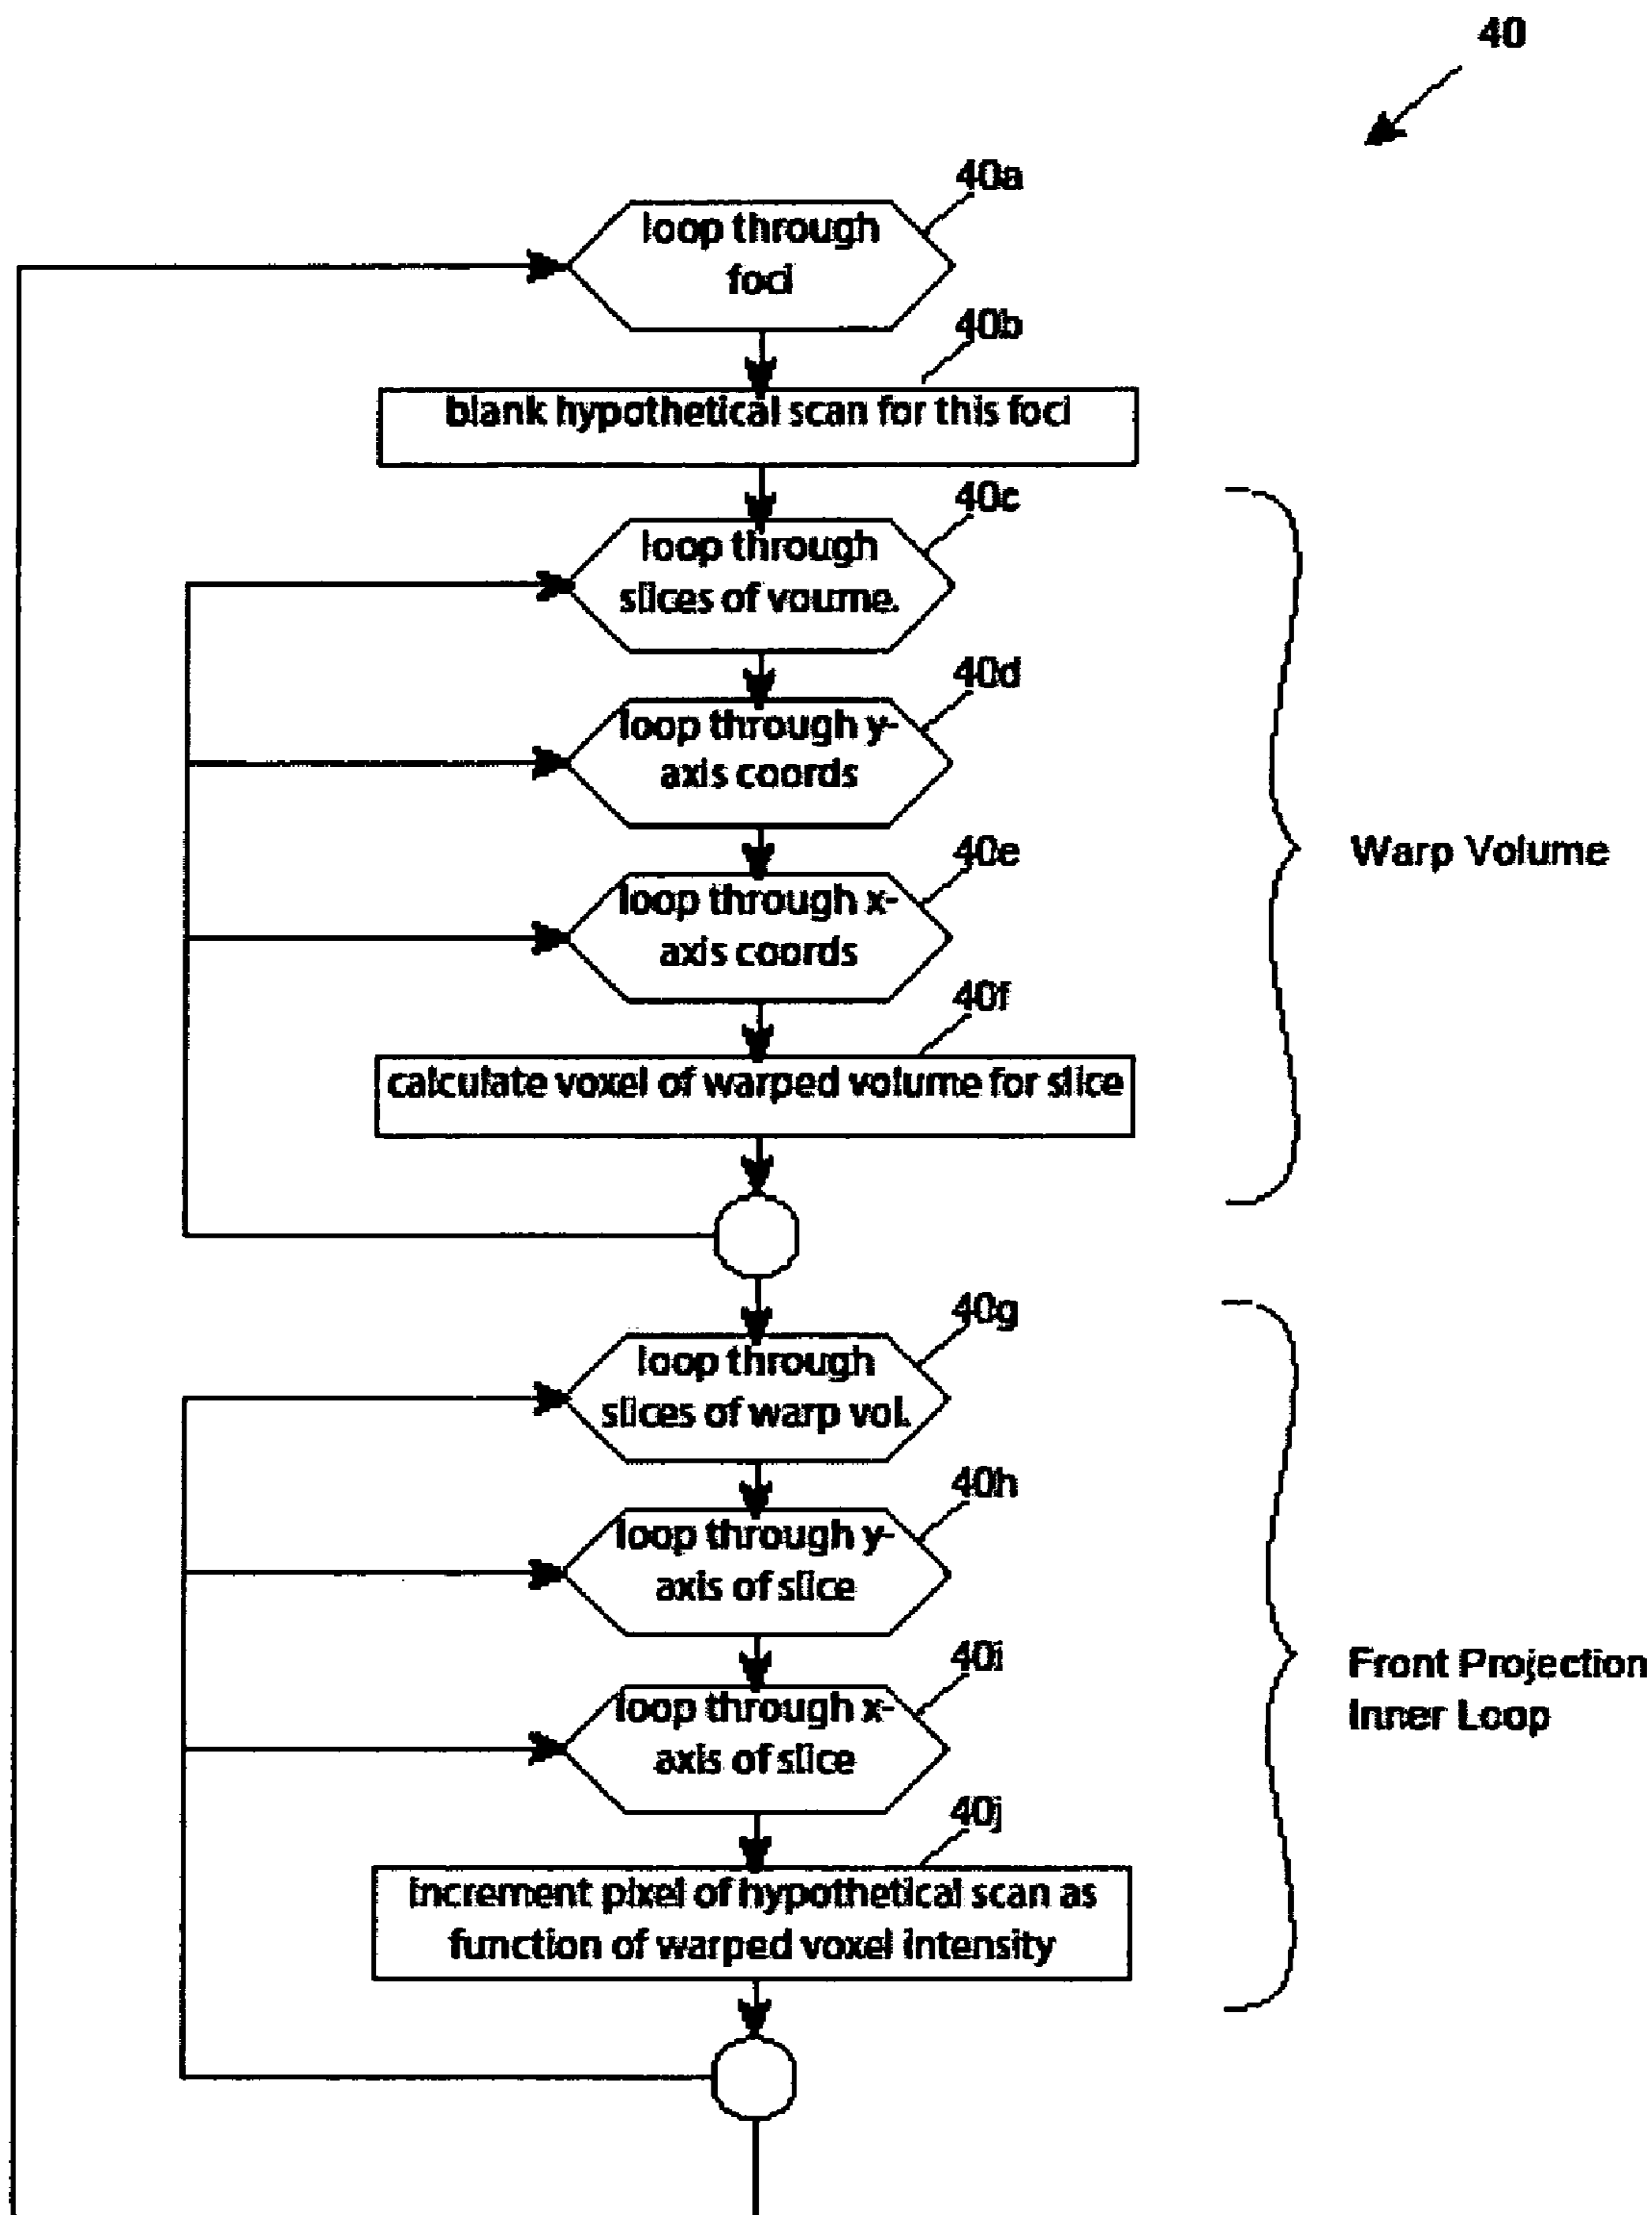 40
40a
loop through
foci
40b
blank hypothetical scan for this foci
40c
loop through
slices of voume.
40d
loop through y-
axis coords
40e
loop through x-
axis coords
Warp Volume
40f
calculate voxel of warped volume for slice
40g
loop through
slices of warp vol.
40h
loop through y-
axis of slice
40i
loop through x-
axis of slice
Front Projection
Inner Loop
40j
increment pixel of hypothetical scan as
function of warped voxel intensity